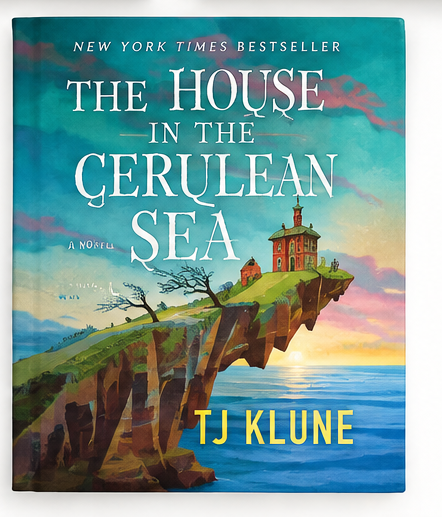 NEW YORK TIMES BESTSELLER
THE HOUSE
IN THE
CERULEAN
SEA
A NOVEL
TJ KLUNE